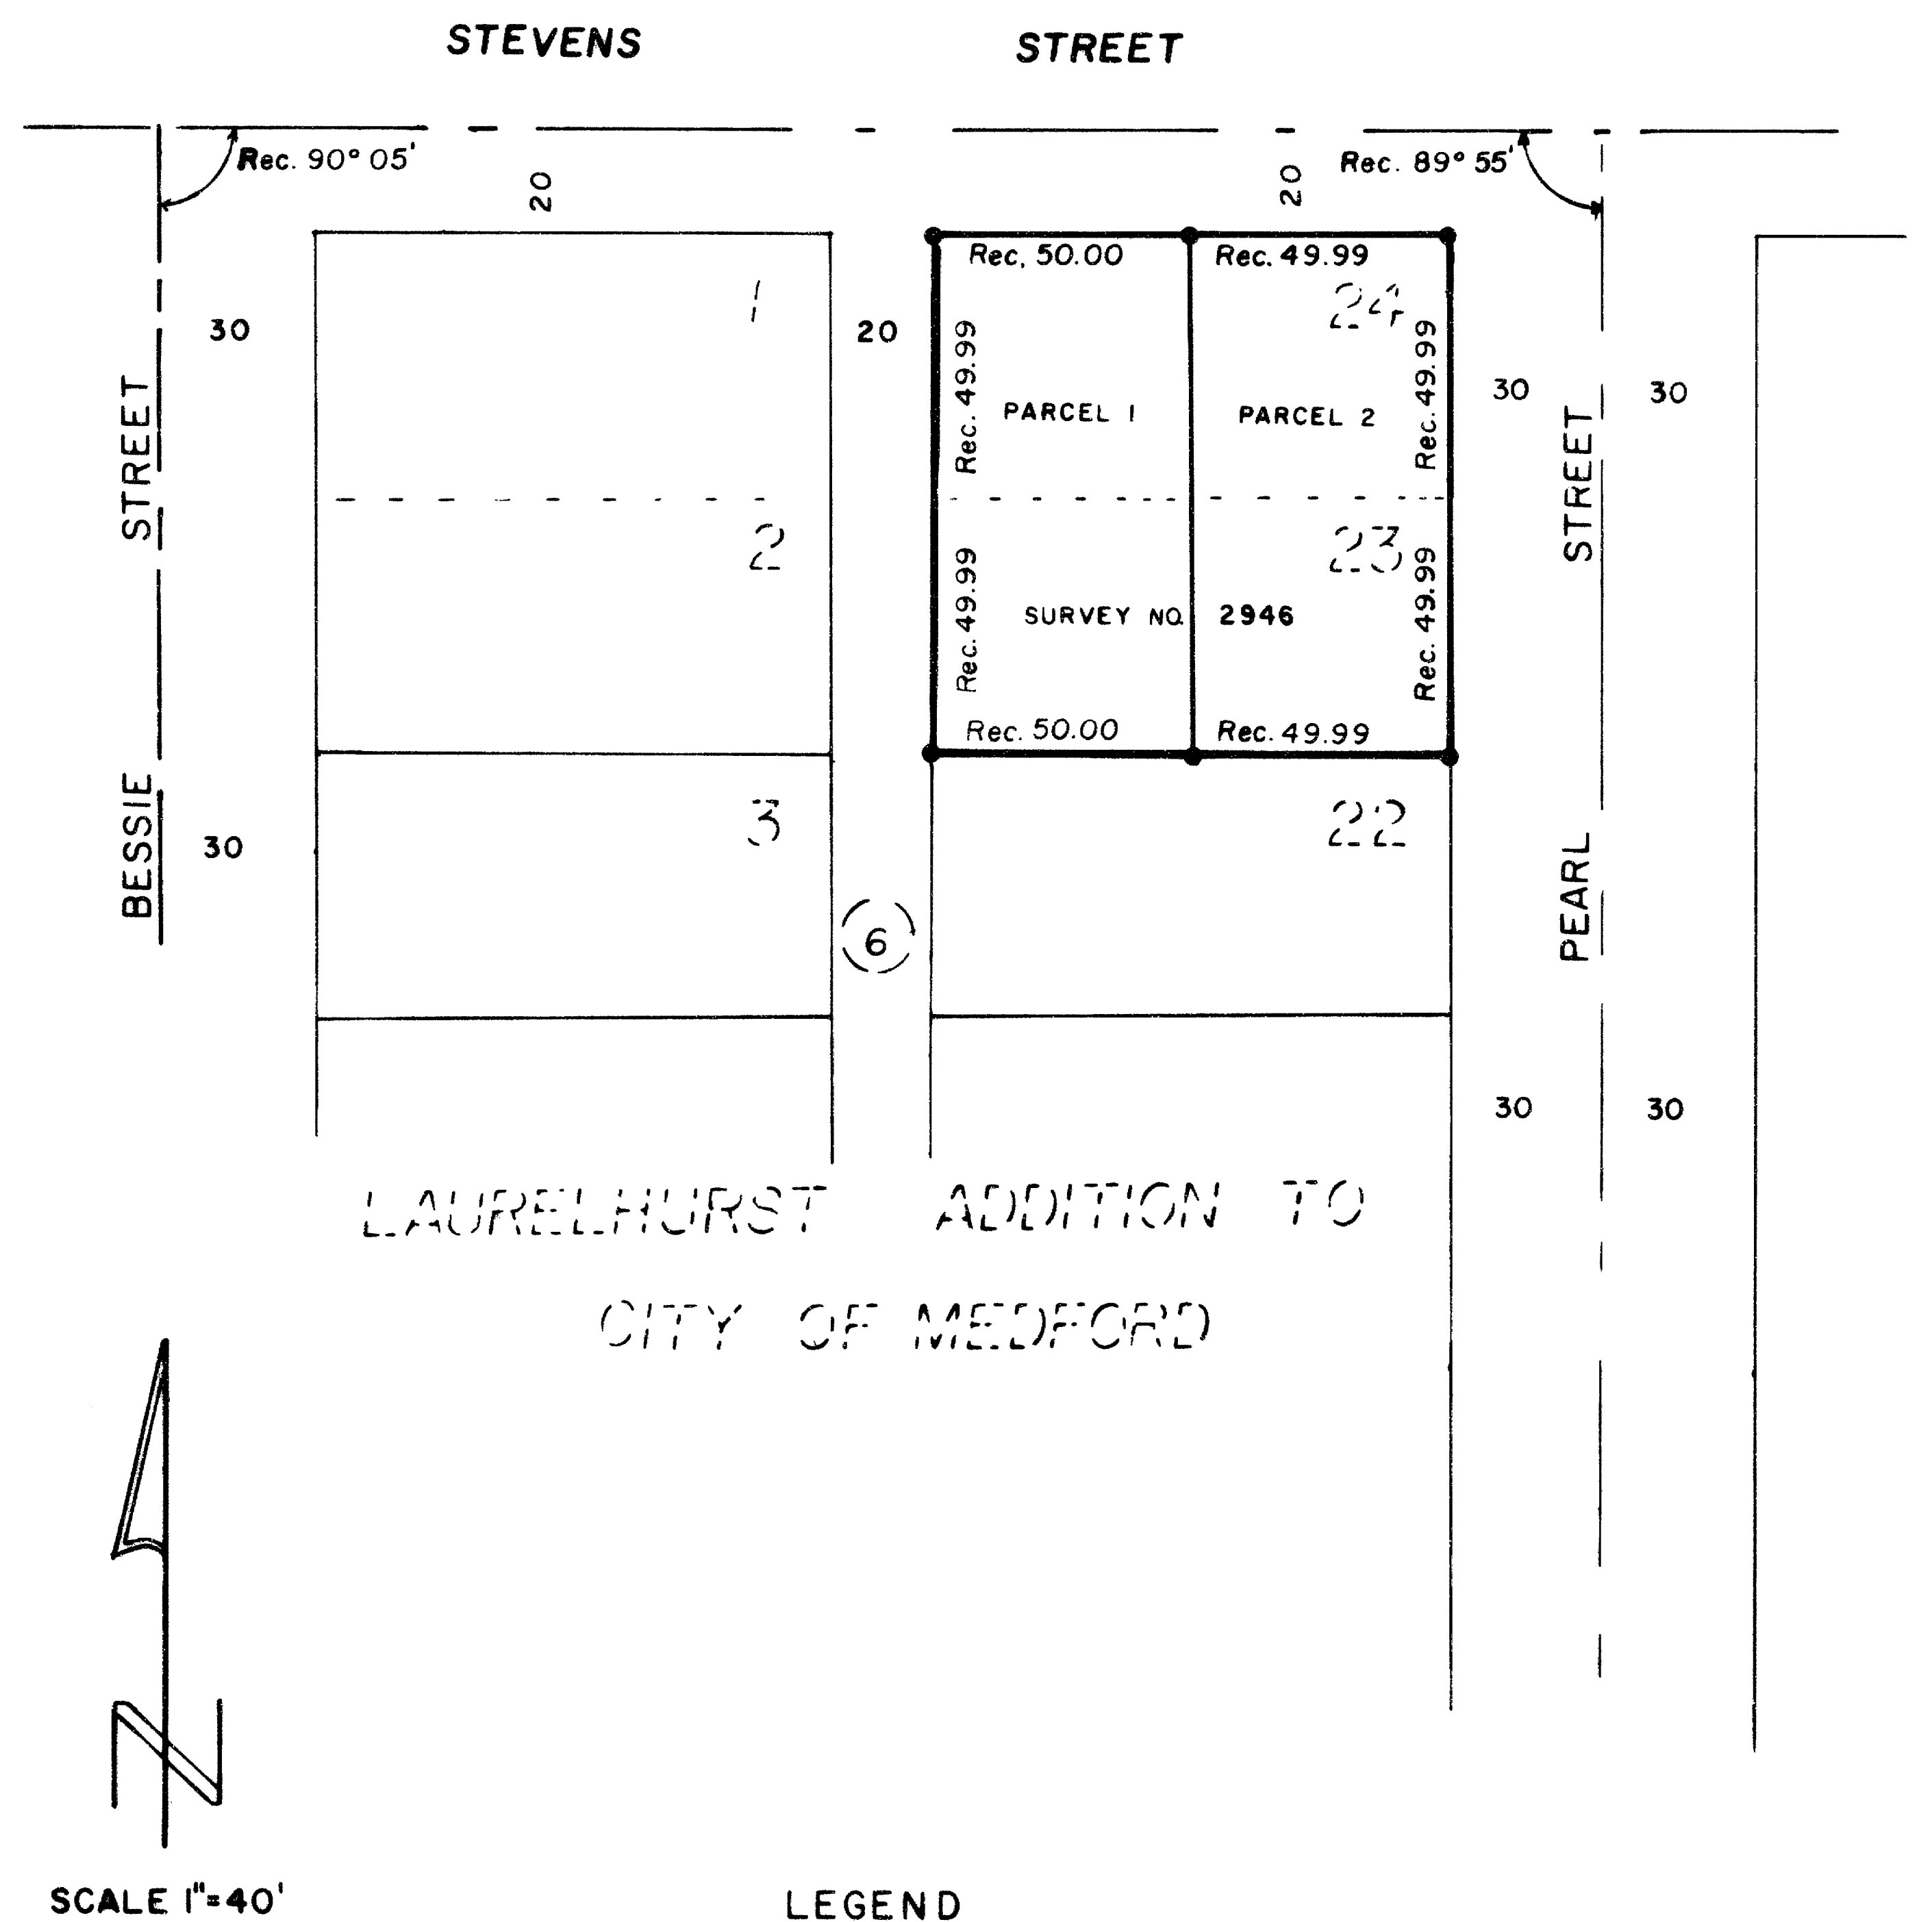 STEVENS STREET
Rec. 90° 05'
Rec. 89° 55'
20
20
Rec. 50.00
Rec. 49.99
1
24
30
20
Rec. 49.99
Rec. 49.99
30
30
PARCEL 1
PARCEL 2
BESSIE STREET
PEARL STREET
2
23
Rec. 49.99
Rec. 49.99
SURVEY NO. 2946
Rec. 50.00
Rec. 49.99
3
22
30
6
30
30
LAURELHURST ADDITION TO
CITY OF MEDFORD
N
SCALE 1"=40'
LEGEND